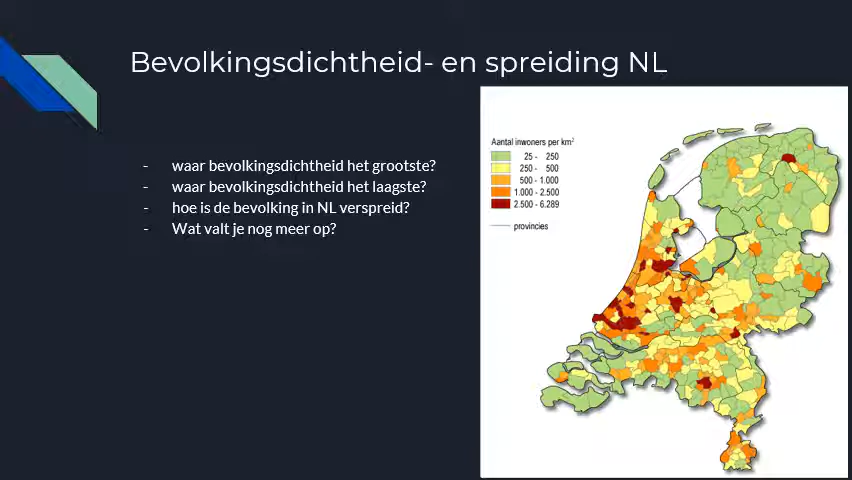 Bevolkingsdichtheid- en spreiding NL
- waar bevolkingsdichtheid het grootste?
- waar bevolkingsdichtheid het laagste?
- hoe is de bevolking in NL verspreid?
- Wat valt je nog meer op?
Aantal inwoners per km²
25 - 250
250 - 500
500 - 1.000
1.000 - 2.500
2.500 - 6.289
provincies